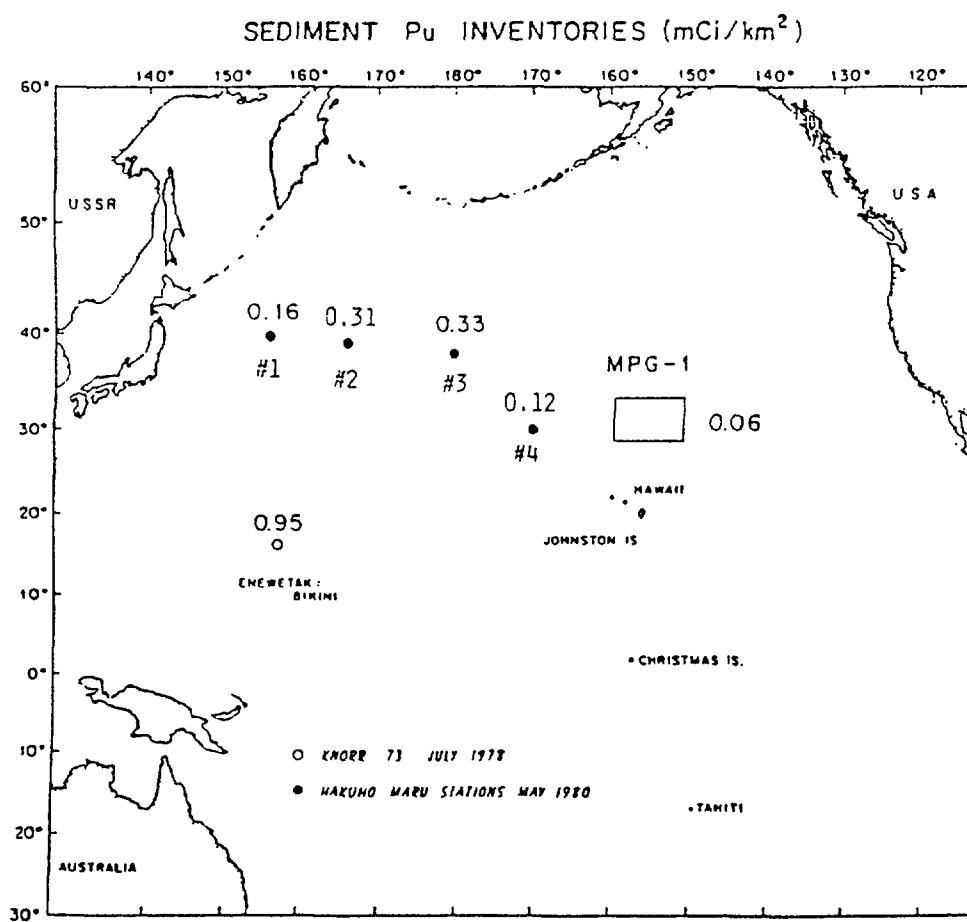 SEDIMENT Pu INVENTORIES (mCi/km²)
140° 150° 160° 170° 180° 170° 160° 150° 140° 130° 120°
60°
USSR
USA
50°
0.16 0.31 0.33
40°
#1 #2 #3
MPG-1
0.12
0.06
30°
#4
HAWAII
20°
0.95
JOHNSTON IS
ENEWETAK
BIKINI
10°
CHRISTMAS IS.
0°
10°
KNORR 73 JULY 1978
HAKUHO MARU STATIONS MAY 1980
TAHITI
20°
AUSTRALIA
30°